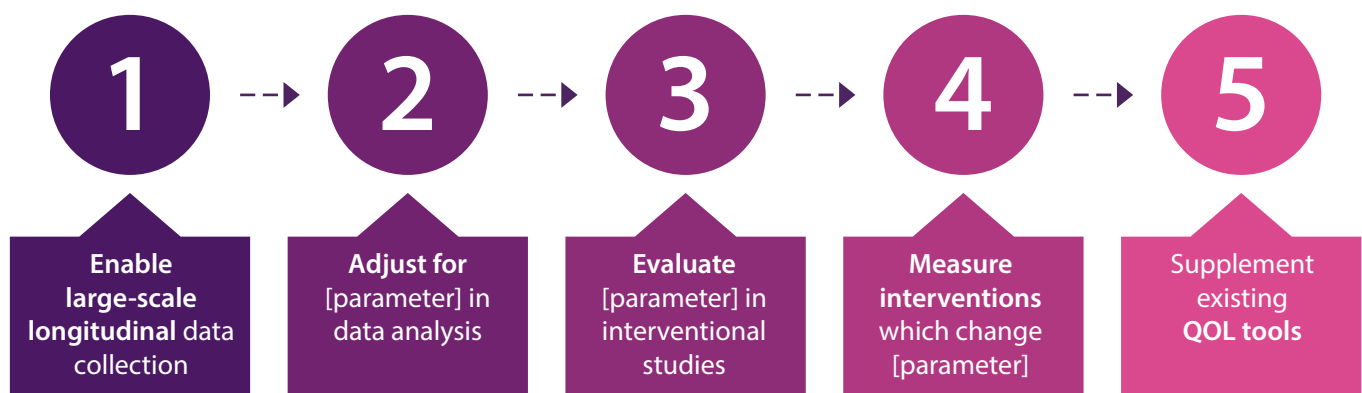 1
2
3
4
5
Enable
large-scale
longitudinal data
collection
Adjust for
[parameter] in
data analysis
Evaluate
[parameter] in
interventional
studies
Measure
interventions
which change
[parameter]
Supplement
existing
QOL tools